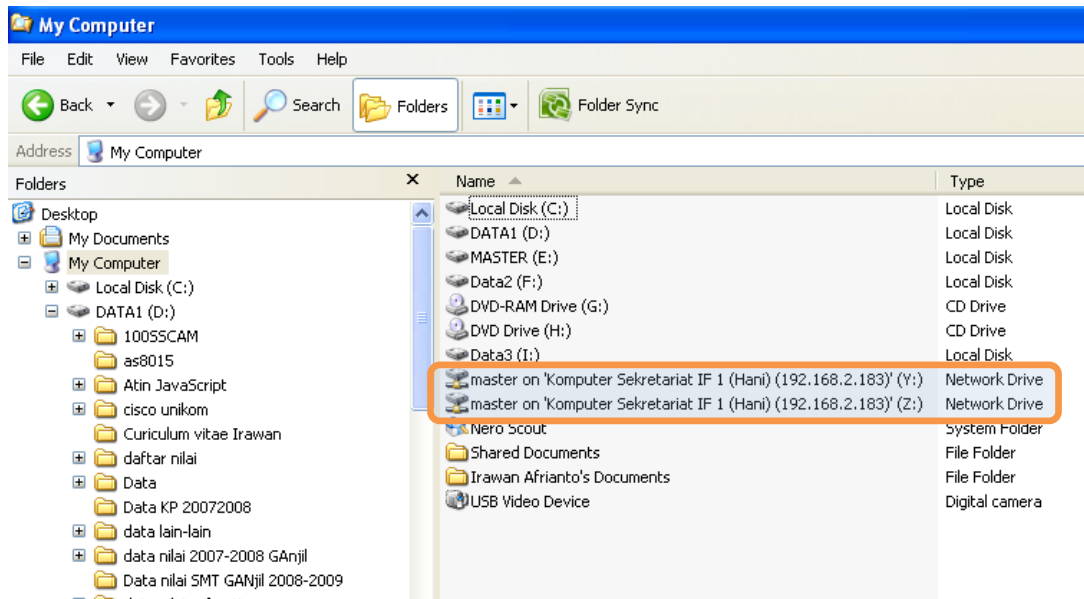 My Computer
File Edit View Favorites Tools Help
Back Search Folders Folder Sync
Address My Computer
Folders
Desktop
My Documents
My Computer
Local Disk (C:)
DATA1 (D:)
100SSCAM
as8015
Atin JavaScript
cisco unikom
Curiculum vitae Irawan
daftar nilai
Data
Data KP 20072008
data lain-lain
data nilai 2007-2008 GAnjil
Data nilai SMT GANjil 2008-2009
Name Type
Local Disk (C:) Local Disk
DATA1 (D:) Local Disk
MASTER (E:) Local Disk
Data2 (F:) Local Disk
DVD-RAM Drive (G:) CD Drive
DVD Drive (H:) CD Drive
Data3 (I:) Local Disk
master on 'Komputer Sekretariat IF 1 (Hani) (192.168.2.183)' (Y:) Network Drive
master on 'Komputer Sekretariat IF 1 (Hani) (192.168.2.183)' (Z:) Network Drive
Nero Scout System Folder
Shared Documents File Folder
Irawan Afrianto's Documents File Folder
USB Video Device Digital camera